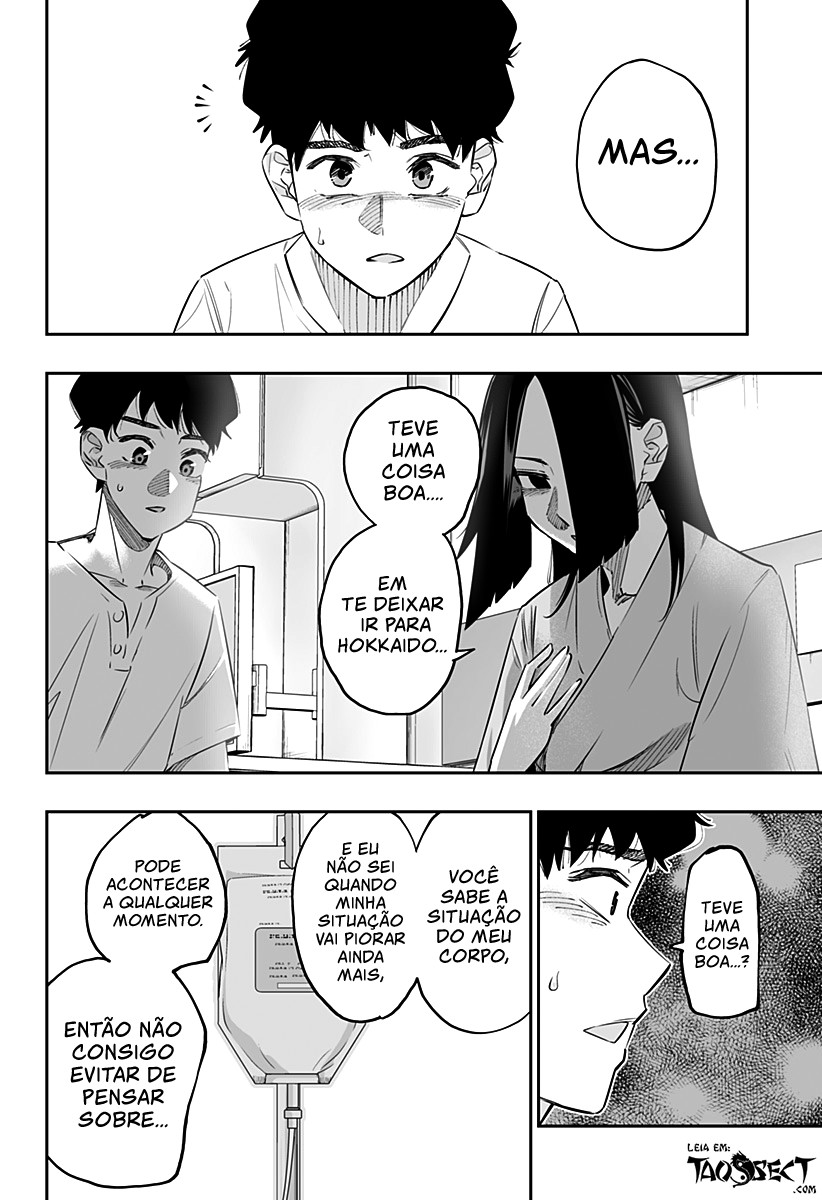 MAS...
TEVE
UMA
COISA
BOA....
EM
TE DEIXAR
IR PARA
HOKKAIDO...
TEVE
UMA
COISA
BOA...?
VOCÊ
SABE A
SITUAÇÃO
DO MEU
CORPO,
E EU
NÃO SEI
QUANDO
MINHA
SITUAÇÃO
VAI PIORAR
AINDA
MAIS,
PODE
ACONTECER
A QUALQUER
MOMENTO.
ENTÃO NÃO
CONSIGO
EVITAR DE
PENSAR
SOBRE...
LEIA EM:
TAOSSECT
.COM